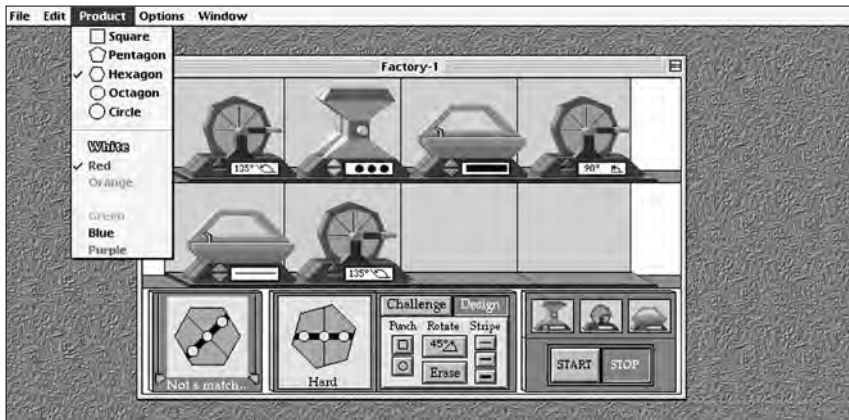 File Edit Product Options Window
Square
Pentagon
Hexagon
Octagon
Circle
White
Red
Orange
Green
Blue
Purple
Factory-1
135°
90°
135°
Not a match..
Hard
Challenge Design
Punch Rotate Stripe
45°
Erase
START STOP